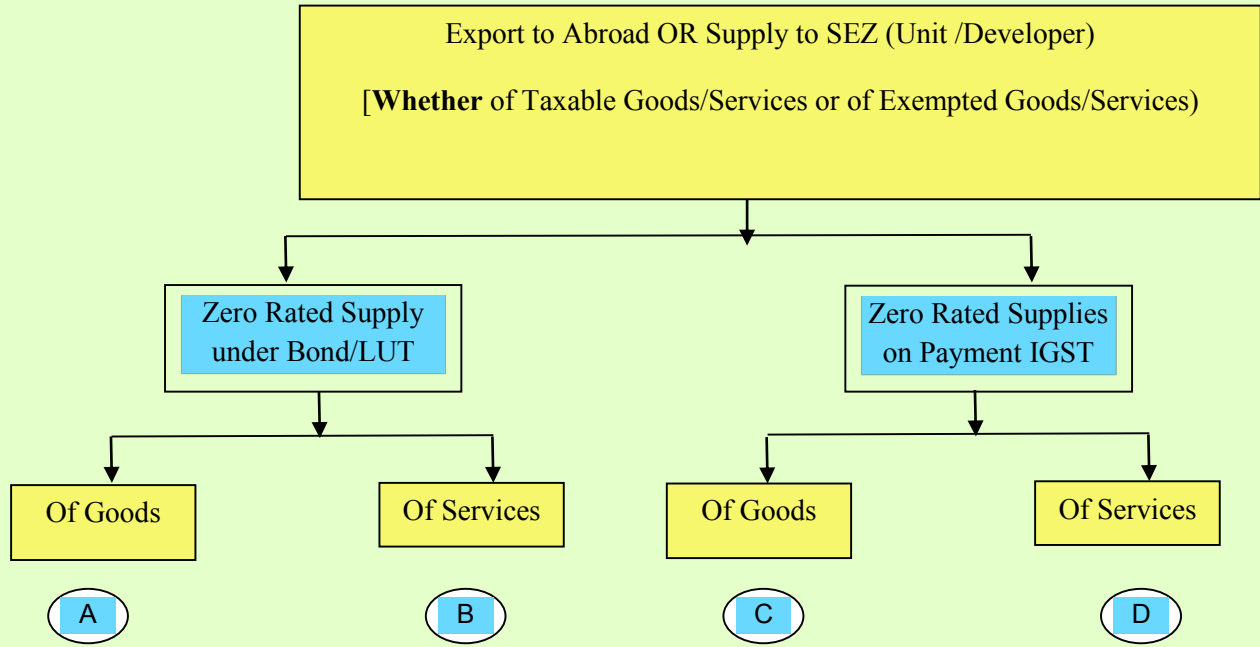 Export to Abroad OR Supply to SEZ (Unit /Developer)
[Whether of Taxable Goods/Services or of Exempted Goods/Services)
Zero Rated Supply
under Bond/LUT
Zero Rated Supplies
on Payment IGST
Of Goods
Of Services
Of Goods
Of Services
A
B
C
D